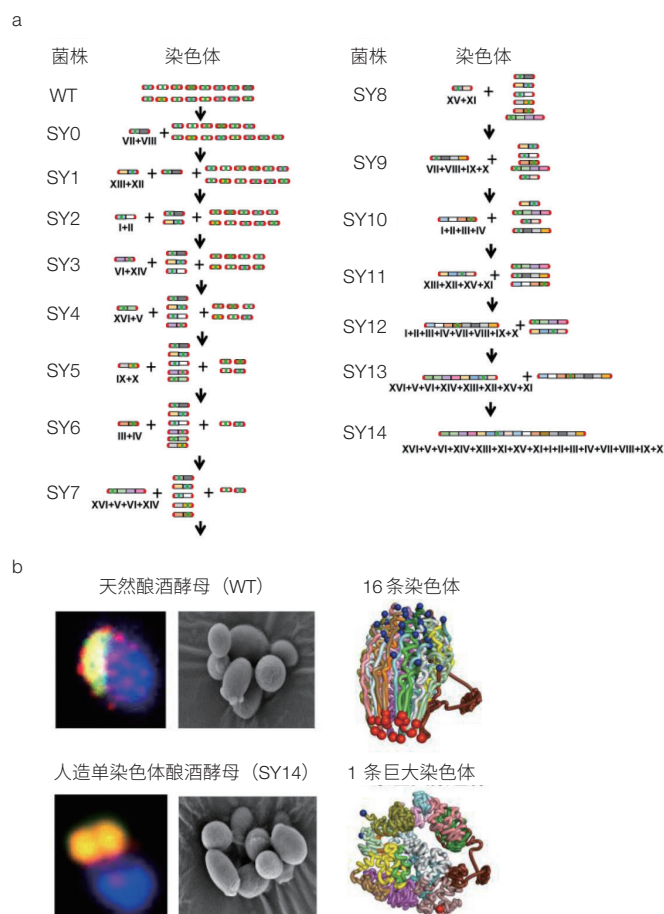 a
菌株 染色体
WT
SY0
VII+VIII
+
SY1
+ +
XIII+XII
SY2
+ +
I+II
SY3
+ +
VI+XIV
SY4
+ +
XVI+V
SY5
+ +
IX+X
SY6
+ +
III+IV
SY7
+ +
XVI+V+VI+XIV
菌株 染色体
SY8
+
XV+XI
SY9
+
VII+VIII+IX+X
SY10
+
I+II+III+IV
SY11
+
XIII+XII+XV+XI
SY12
+
I+II+III+IV+VII+VIII+IX+X
SY13
+
XVI+V+VI+XIV+XIII+XII+XV+XI
SY14
XVI+V+VI+XIV+XIII+XI+XV+XI+I+II+III+IV+VII+VIII+IX+X
b
天然酿酒酵母（WT） 16 条染色体
人造单染色体酿酒酵母（SY14） 1 条巨大染色体